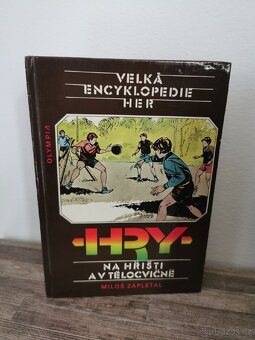 VELKÁ
ENCYKLOPEDIE
HER
OLYMPIA
HRY
NA HŘIŠTI
A V TĚLOCVIČNĚ
MILOŠ ZAPLETAL